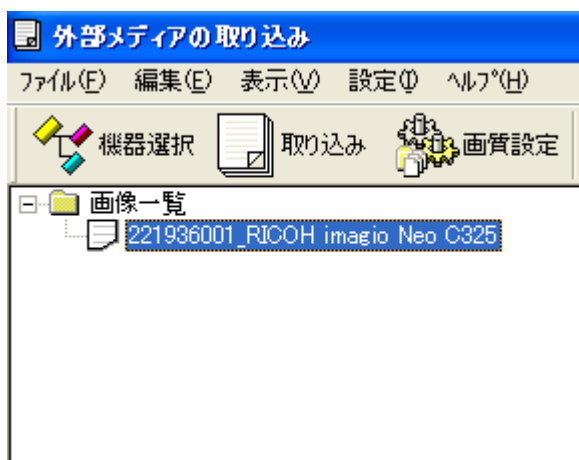 外部メディアの取り込み
ﾌｧｲﾙ(F) 編集(E) 表示(V) 設定(I) ﾍﾙﾌﾟ(H)
機器選択 取り込み 画質設定
画像一覧
221936001_RICOH imagio Neo C325